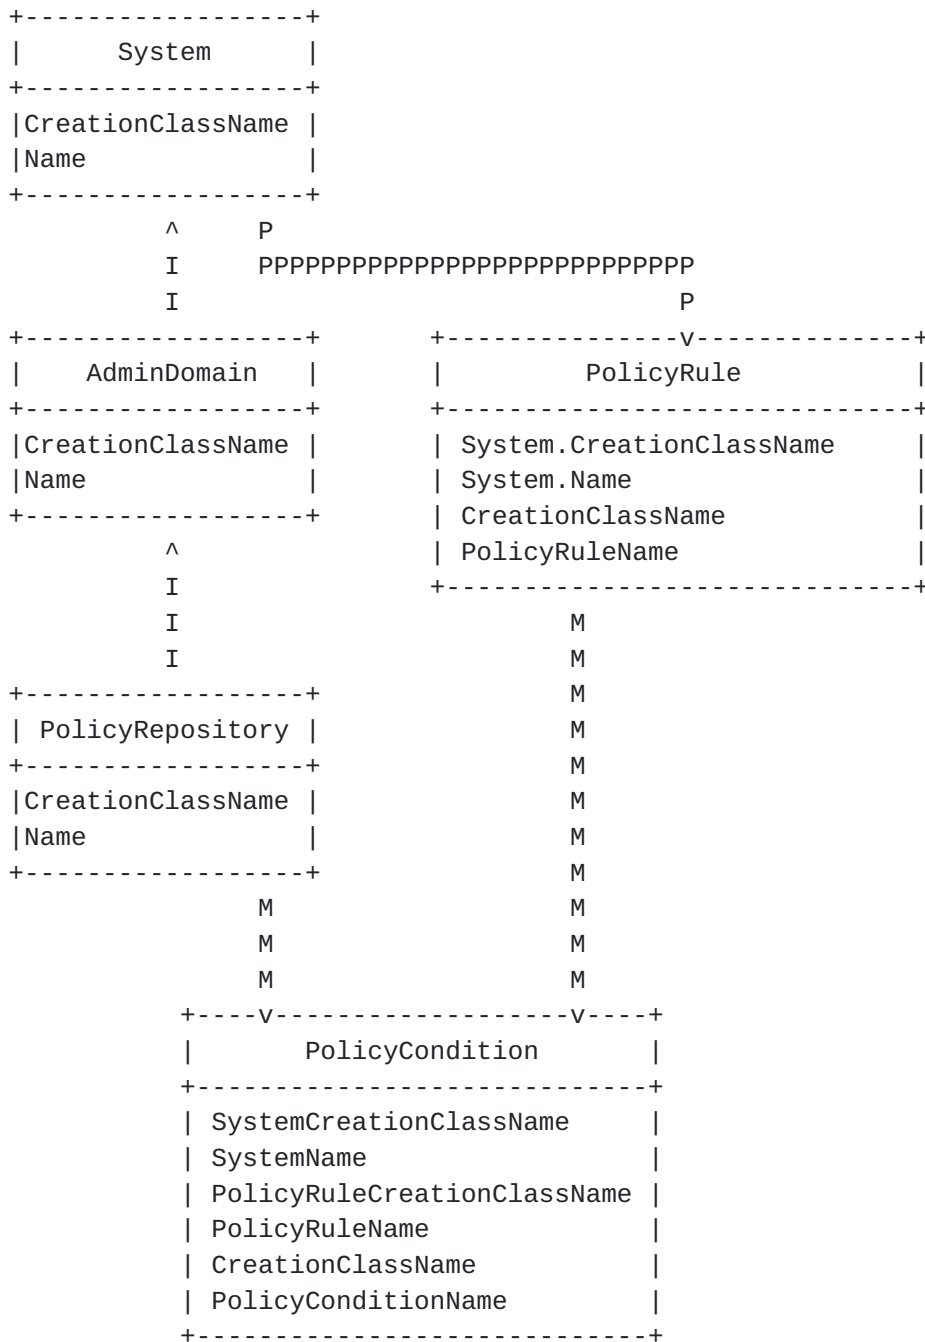 +------------------+
|      System      |
+------------------+
|CreationClassName |
|Name              |
+------------------+
          ^     P
          I     PPPPPPPPPPPPPPPPPPPPPPPPPPPP
          I                                P
+------------------+       +---------------v--------------+
|    AdminDomain   |       |         PolicyRule           |
+------------------+       +------------------------------+
|CreationClassName |       | System.CreationClassName     |
|Name              |       | System.Name                  |
+------------------+       | CreationClassName            |
          ^                | PolicyRuleName               |
          I                +------------------------------+
          I                         M
          I                         M
+------------------+                M
| PolicyRepository |                M
+------------------+                M
|CreationClassName |                M
|Name              |                M
+------------------+                M
                M                   M
                M                   M
                M                   M
           +----v-------------------v----+
           |       PolicyCondition       |
           +-----------------------------+
           | SystemCreationClassName     |
           | SystemName                  |
           | PolicyRuleCreationClassName |
           | PolicyRuleName              |
           | CreationClassName           |
           | PolicyConditionName         |
           +-----------------------------+